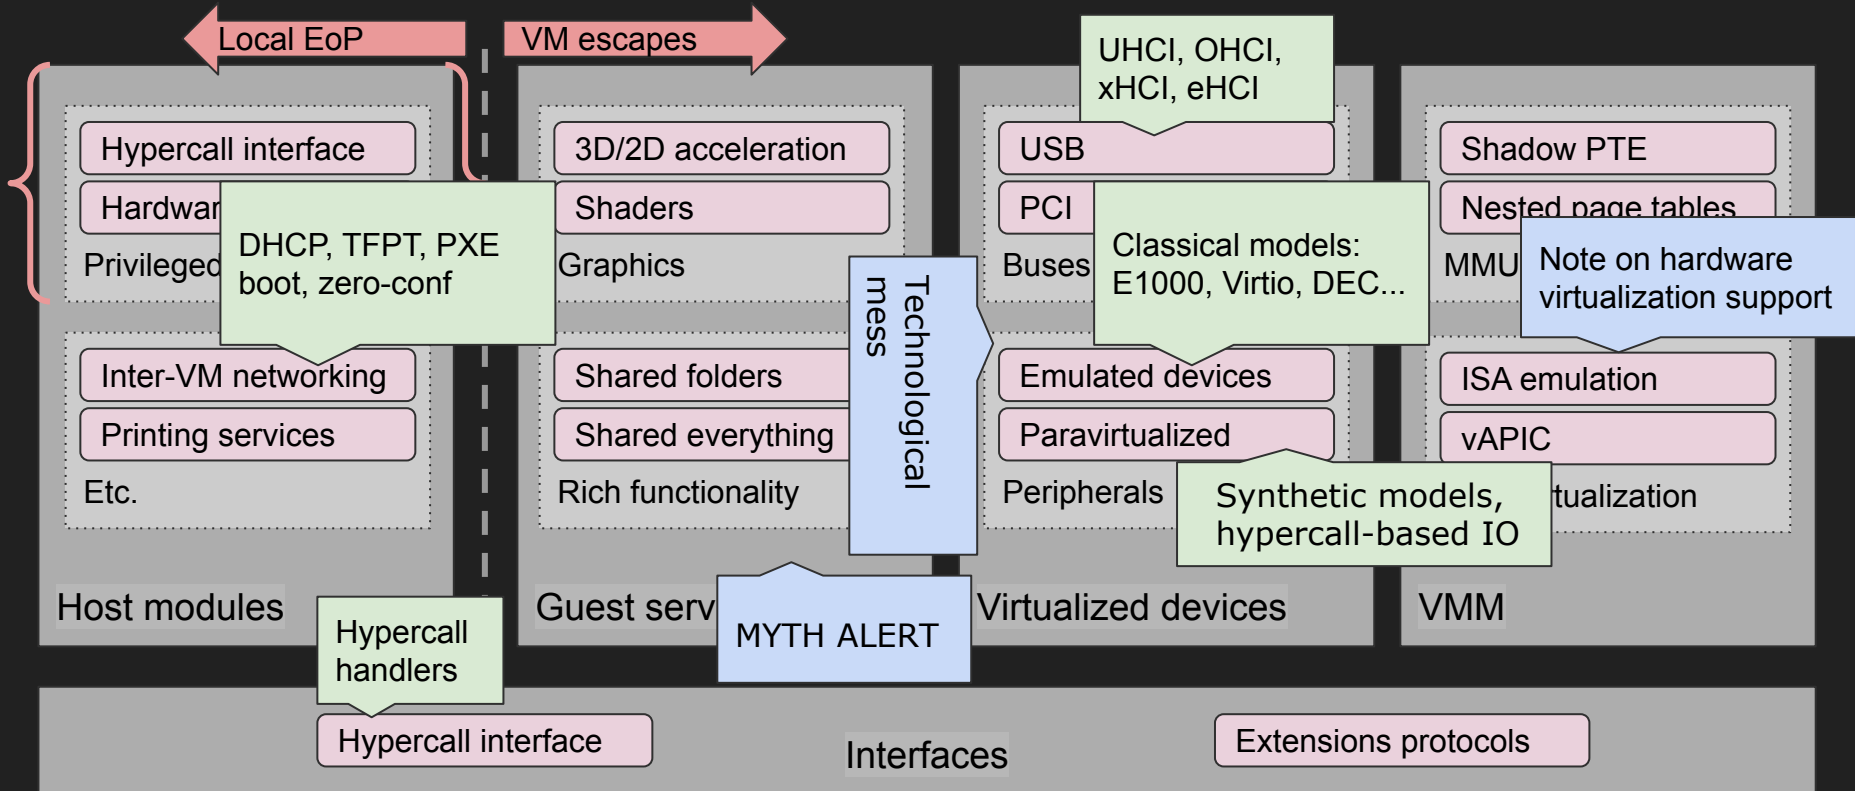 Local EoP
VM escapes
UHCI, OHCI,
xHCI, eHCI
Hypercall interface
Privileged
DHCP, TFPT, PXE
boot, zero-conf
Inter-VM networking
Printing services
Etc.
Host modules
3D/2D acceleration
Shaders
Graphics
Shared folders
Shared everything
Rich functionality
Guest
Technological
mess
MYTH ALERT
USB
PCI
Buses
Classical models:
E1000, Virtio, DEC...
Emulated devices
Paravirtualized
Peripherals
Synthetic models,
hypercall-based IO
Virtualized devices
Shadow PTE
Nested page tables
MMU
Note on hardware
virtualization support
ISA emulation
vAPIC
VMM
Hypercall
handlers
Hypercall interface
Interfaces
Extensions protocols